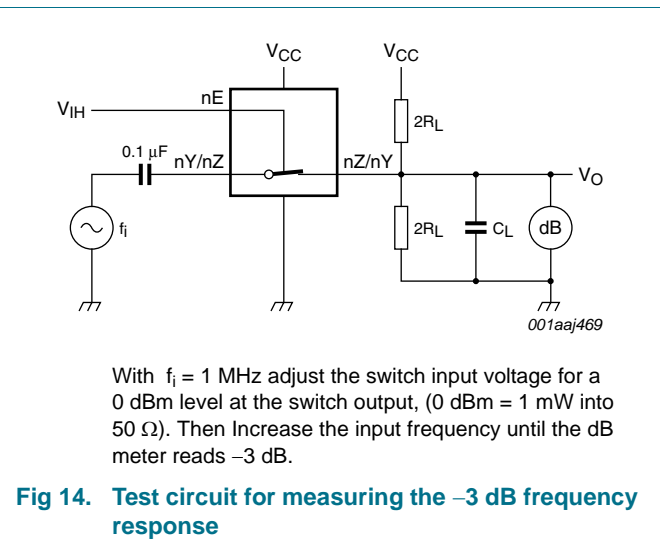 VCC VCC
nE
VIH
2RL
0.1 μF nY/nZ nZ/nY
VO
fi
2RL CL dB
001aaj469
With fi = 1 MHz adjust the switch input voltage for a
0 dBm level at the switch output, (0 dBm = 1 mW into
50 Ω). Then Increase the input frequency until the dB
meter reads −3 dB.
Fig 14. Test circuit for measuring the −3 dB frequency
response